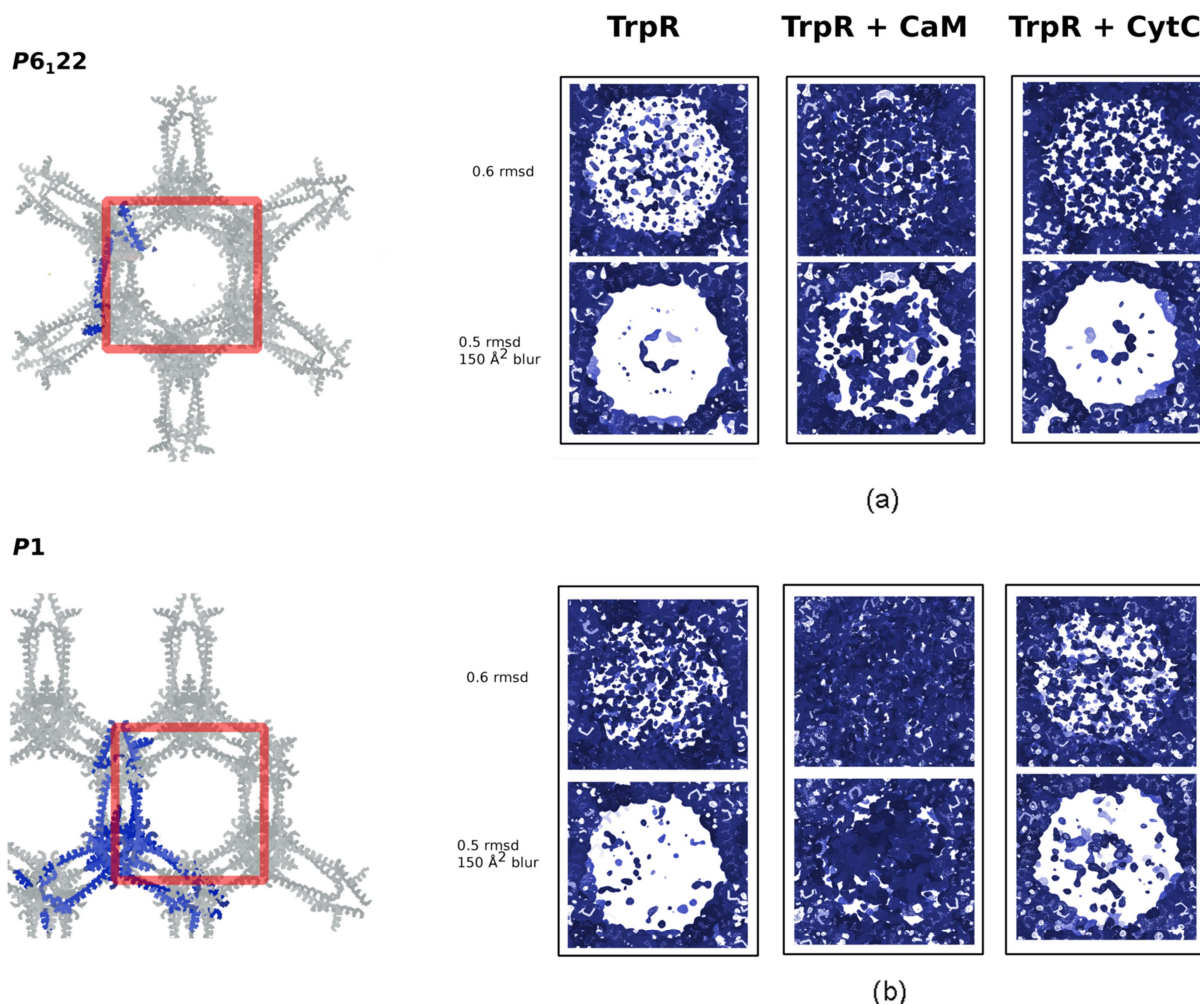 TrpR TrpR + CaM TrpR + CytC
P6₁22
0.6 rmsd
0.5 rmsd
150 Å² blur
(a)
P1
0.6 rmsd
0.5 rmsd
150 Å² blur
(b)